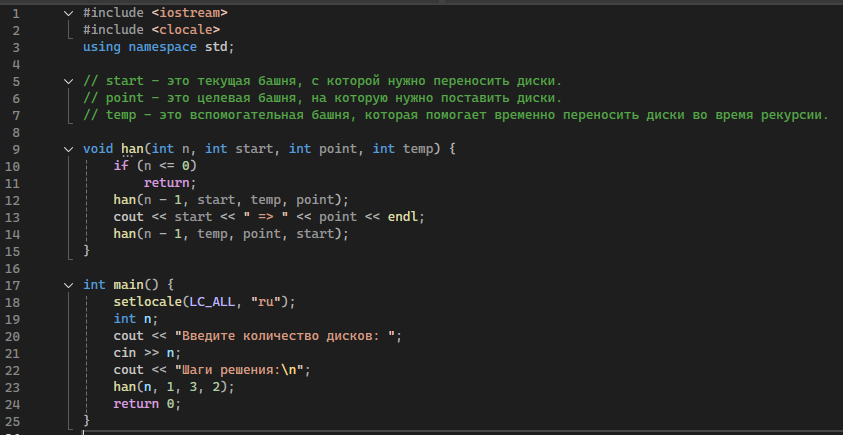 1 #include <iostream>
2 #include <clocale>
3 using namespace std;
4
5 // start - это текущая башня, с которой нужно переносить диски.
6 // point - это целевая башня, на которую нужно поставить диски.
7 // temp - это вспомогательная башня, которая помогает временно переносить диски во время рекурсии.
8
9 void han(int n, int start, int point, int temp) {
10 if (n <= 0)
11 return;
12 han(n - 1, start, temp, point);
13 cout << start << " => " << point << endl;
14 han(n - 1, temp, point, start);
15 }
16
17 int main() {
18 setlocale(LC_ALL, "ru");
19 int n;
20 cout << "Введите количество дисков: ";
21 cin >> n;
22 cout << "Шаги решения:\n";
23 han(n, 1, 3, 2);
24 return 0;
25 }